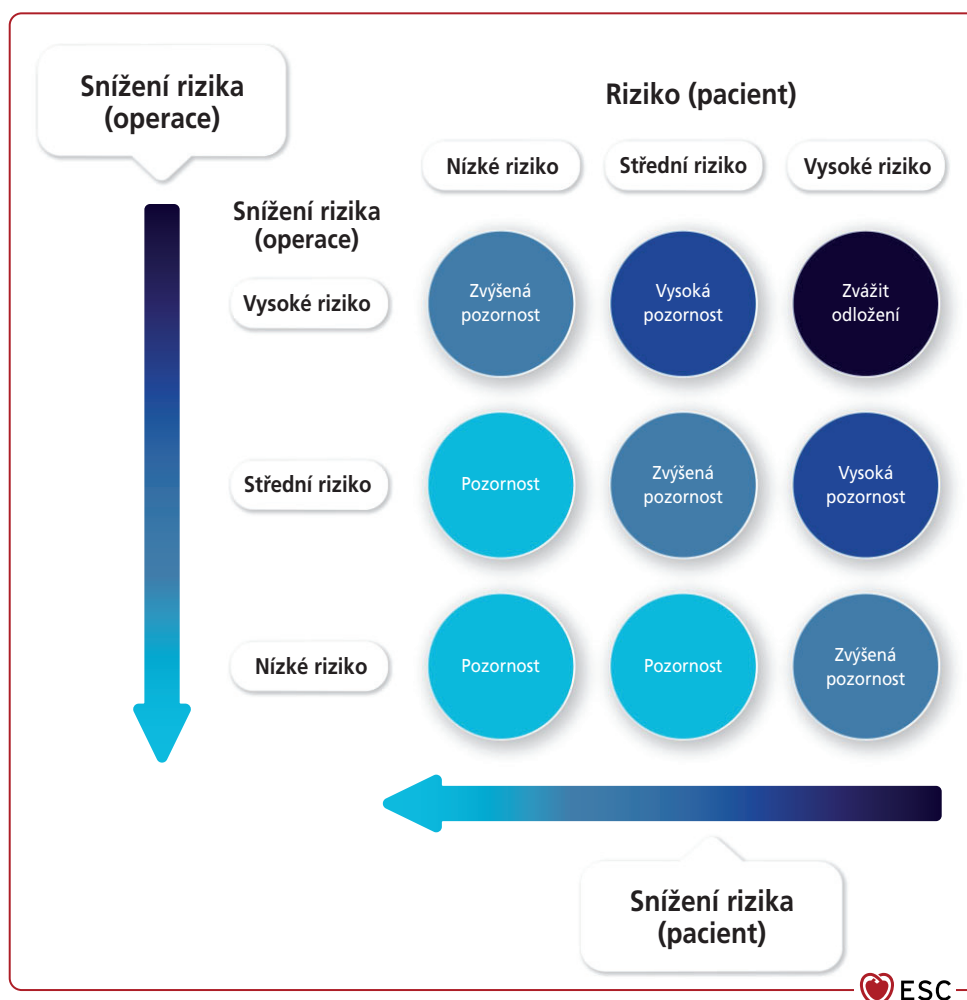 Snížení rizika
(operace)
Riziko (pacient)
Nízké riziko
Střední riziko
Vysoké riziko
Snížení rizika
(operace)
Vysoké riziko
Zvýšená
pozornost
Vysoká
pozornost
Zvážit
odložení
Střední riziko
Pozornost
Zvýšená
pozornost
Vysoká
pozornost
Nízké riziko
Pozornost
Pozornost
Zvýšená
pozornost
Snížení rizika
(pacient)
ESC